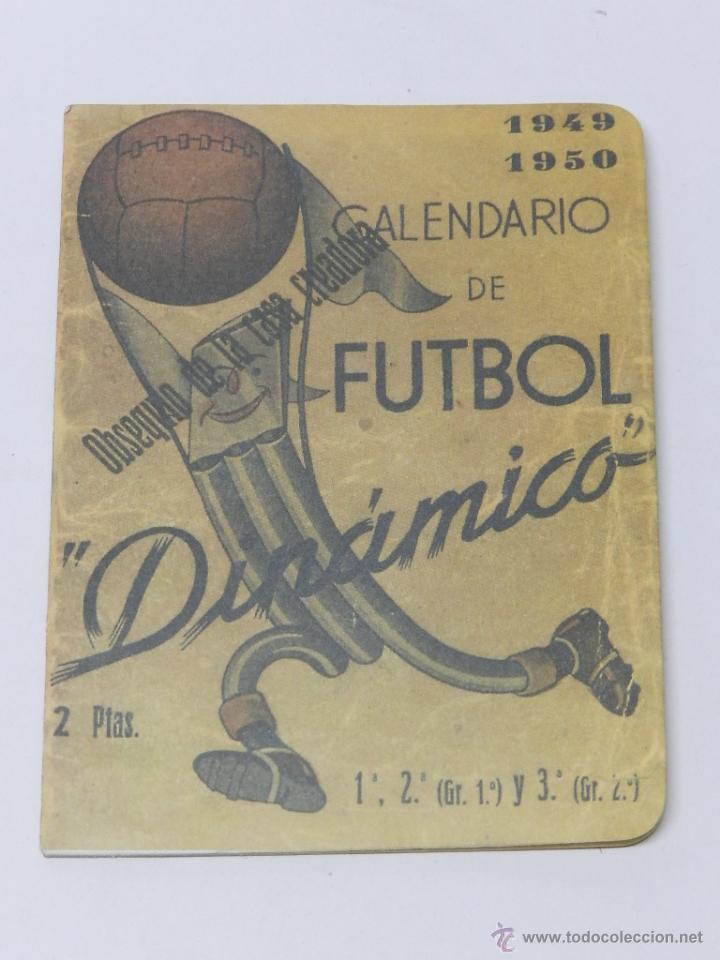 1949
1950
CALENDARIO
DE
FUTBOL
"Dinámico"
Obsequio de la casa creadora
2 Ptas.
1ª, 2.ª (Gr. 1.º) y 3.ª (Gr. 2.º)
© www.todocoleccion.net